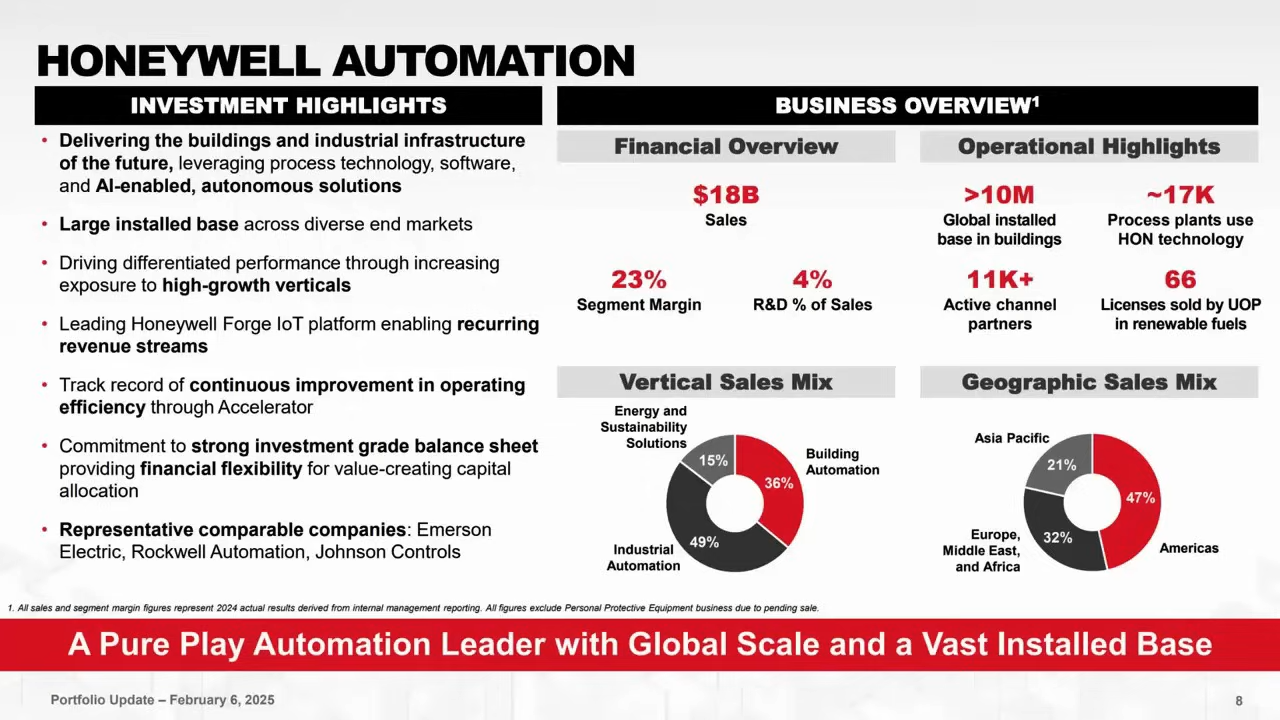 HONEYWELL AUTOMATION
INVESTMENT HIGHLIGHTS
• Delivering the buildings and industrial infrastructure
of the future, leveraging process technology, software,
and AI-enabled, autonomous solutions
• Large installed base across diverse end markets
• Driving differentiated performance through increasing
exposure to high-growth verticals
• Leading Honeywell Forge IoT platform enabling recurring
revenue streams
• Track record of continuous improvement in operating
efficiency through Accelerator
• Commitment to strong investment grade balance sheet
providing financial flexibility for value-creating capital
allocation
• Representative comparable companies: Emerson
Electric, Rockwell Automation, Johnson Controls
BUSINESS OVERVIEW¹
Financial Overview
$18B
Sales
23%
Segment Margin
4%
R&D % of Sales
Operational Highlights
>10M
Global installed
base in buildings
~17K
Process plants use
HON technology
11K+
Active channel
partners
66
Licenses sold by UOP
in renewable fuels
Vertical Sales Mix
Energy and
Sustainability
Solutions
15%
Building
Automation
36%
Industrial
Automation
49%
Geographic Sales Mix
Asia Pacific
21%
47%
Americas
Europe,
Middle East,
and Africa
32%
1. All sales and segment margin figures represent 2024 actual results derived from internal management reporting. All figures exclude Personal Protective Equipment business due to pending sale.
A Pure Play Automation Leader with Global Scale and a Vast Installed Base
Portfolio Update – February 6, 2025
8